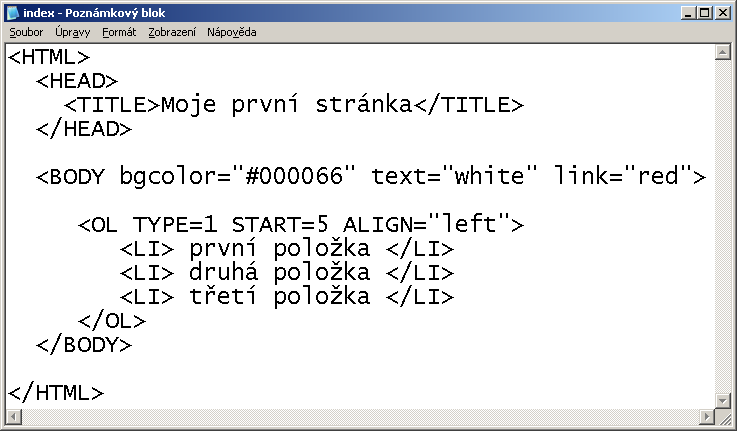 index - Poznámkový blok
Soubor Úpravy Formát Zobrazení Nápověda
<HTML>
<HEAD>
<TITLE>Moje první stránka</TITLE>
</HEAD>
<BODY bgcolor="#000066" text="white" link="red">
<OL TYPE=1 START=5 ALIGN="left">
<LI> první položka </LI>
<LI> druhá položka </LI>
<LI> třetí položka </LI>
</OL>
</BODY>
</HTML>